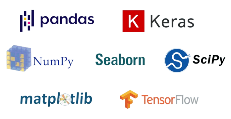 pandas
K Keras
NumPy
Seaborn
SciPy
matplotlib
TensorFlow